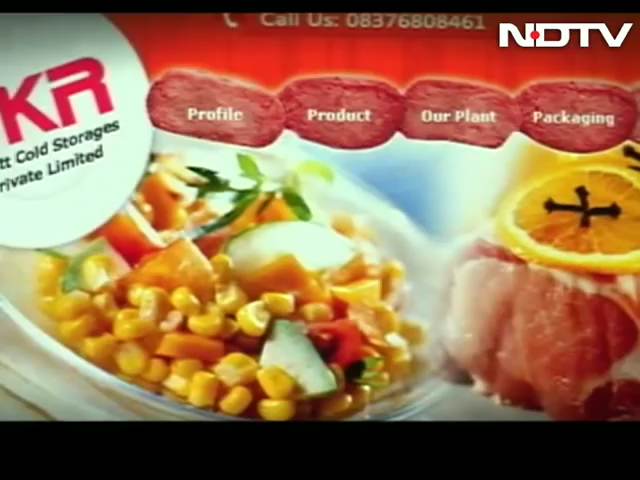 Call Us: 08376808461
NDTV
KR
tt Cold Storages
rivate Limited
Profile
Product
Our Plant
Packaging